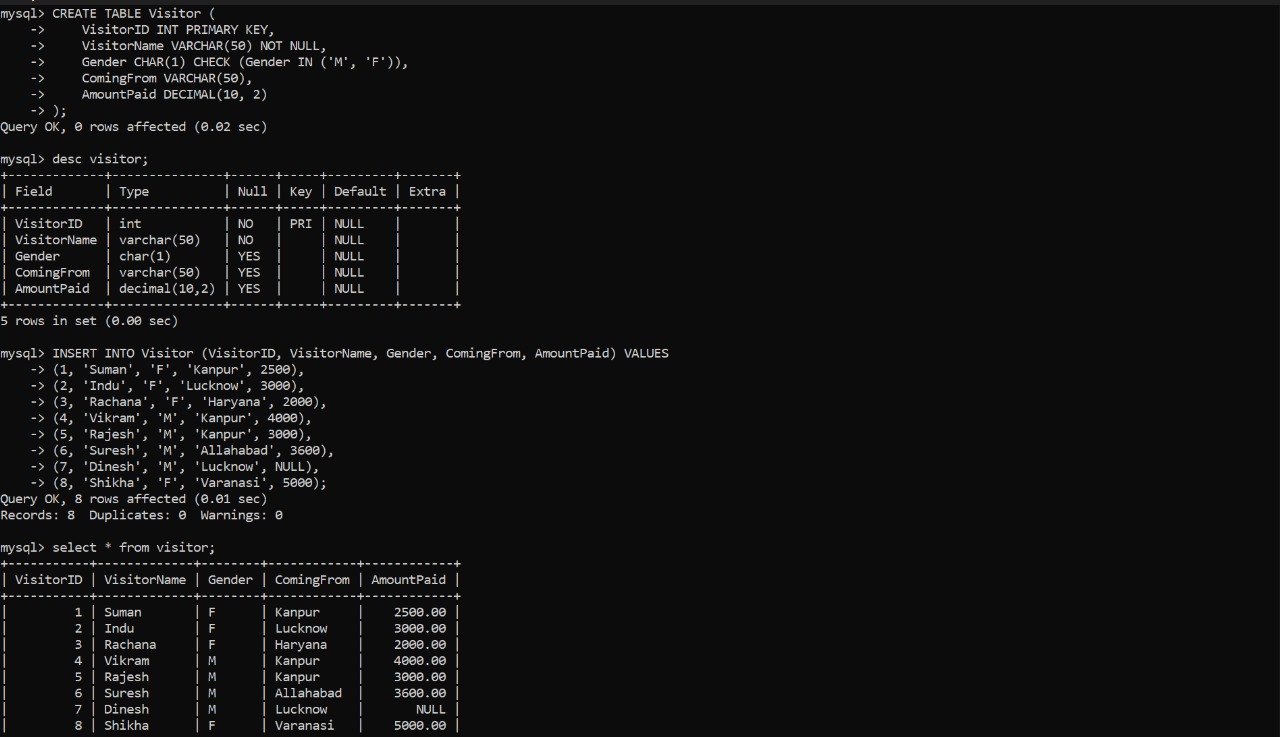 mysql> CREATE TABLE Visitor (
    ->     VisitorID INT PRIMARY KEY,
    ->     VisitorName VARCHAR(50) NOT NULL,
    ->     Gender CHAR(1) CHECK (Gender IN ('M', 'F')),
    ->     ComingFrom VARCHAR(50),
    ->     AmountPaid DECIMAL(10, 2)
    -> );
Query OK, 0 rows affected (0.02 sec)

mysql> desc visitor;
+-------------+---------------+------+-----+---------+-------+
| Field       | Type          | Null | Key | Default | Extra |
+-------------+---------------+------+-----+---------+-------+
| VisitorID   | int           | NO   | PRI | NULL    |       |
| VisitorName | varchar(50)   | NO   |     | NULL    |       |
| Gender      | char(1)       | YES  |     | NULL    |       |
| ComingFrom  | varchar(50)   | YES  |     | NULL    |       |
| AmountPaid  | decimal(10,2) | YES  |     | NULL    |       |
+-------------+---------------+------+-----+---------+-------+
5 rows in set (0.00 sec)

mysql> INSERT INTO Visitor (VisitorID, VisitorName, Gender, ComingFrom, AmountPaid) VALUES
    -> (1, 'Suman', 'F', 'Kanpur', 2500),
    -> (2, 'Indu', 'F', 'Lucknow', 3000),
    -> (3, 'Rachana', 'F', 'Haryana', 2000),
    -> (4, 'Vikram', 'M', 'Kanpur', 4000),
    -> (5, 'Rajesh', 'M', 'Kanpur', 3000),
    -> (6, 'Suresh', 'M', 'Allahabad', 3600),
    -> (7, 'Dinesh', 'M', 'Lucknow', NULL),
    -> (8, 'Shikha', 'F', 'Varanasi', 5000);
Query OK, 8 rows affected (0.01 sec)
Records: 8  Duplicates: 0  Warnings: 0

mysql> select * from visitor;
+-----------+-------------+--------+------------+------------+
| VisitorID | VisitorName | Gender | ComingFrom | AmountPaid |
+-----------+-------------+--------+------------+------------+
|         1 | Suman       | F      | Kanpur     |    2500.00 |
|         2 | Indu        | F      | Lucknow    |    3000.00 |
|         3 | Rachana     | F      | Haryana    |    2000.00 |
|         4 | Vikram      | M      | Kanpur     |    4000.00 |
|         5 | Rajesh      | M      | Kanpur     |    3000.00 |
|         6 | Suresh      | M      | Allahabad  |    3600.00 |
|         7 | Dinesh      | M      | Lucknow    |       NULL |
|         8 | Shikha      | F      | Varanasi   |    5000.00 |